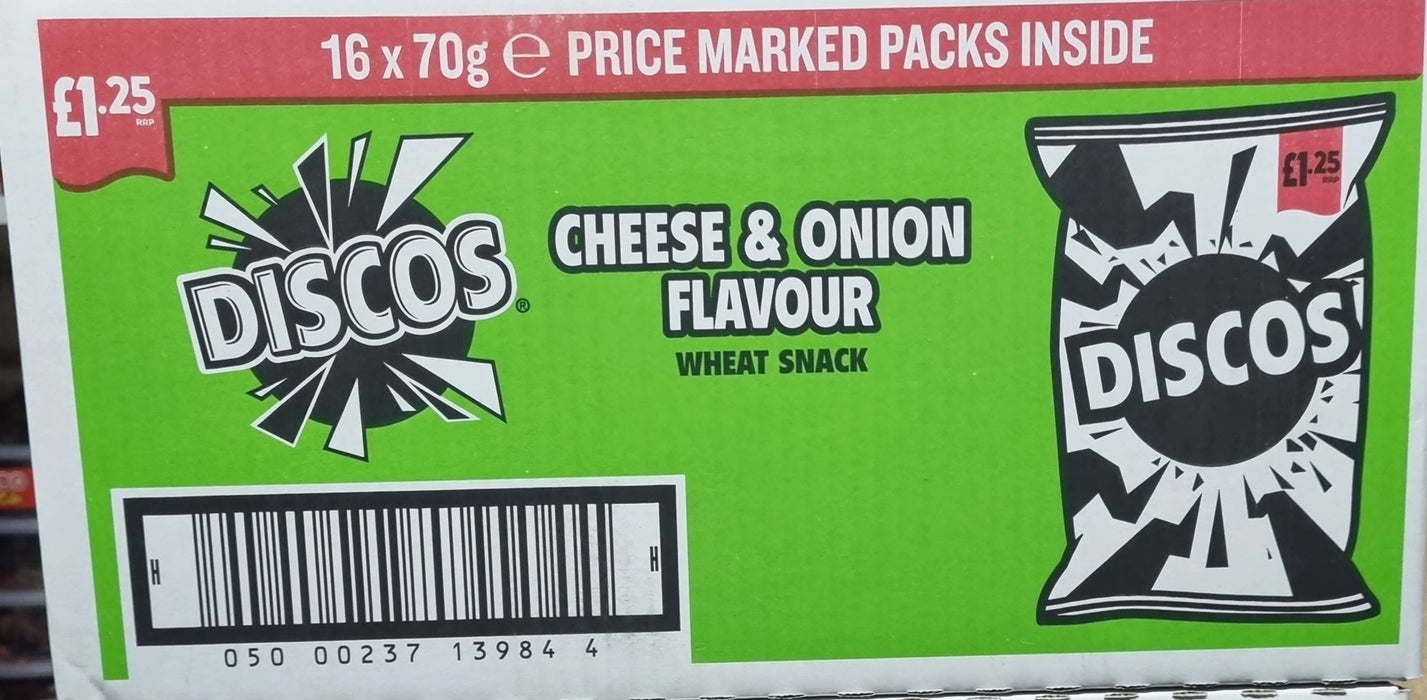 16 x 70g ℮ PRICE MARKED PACKS INSIDE
£1.25
RRP
£1.25
RRP
DISCOS®
CHEESE & ONION
FLAVOUR
WHEAT SNACK
DISCOS
H H
050 00237 13984 4